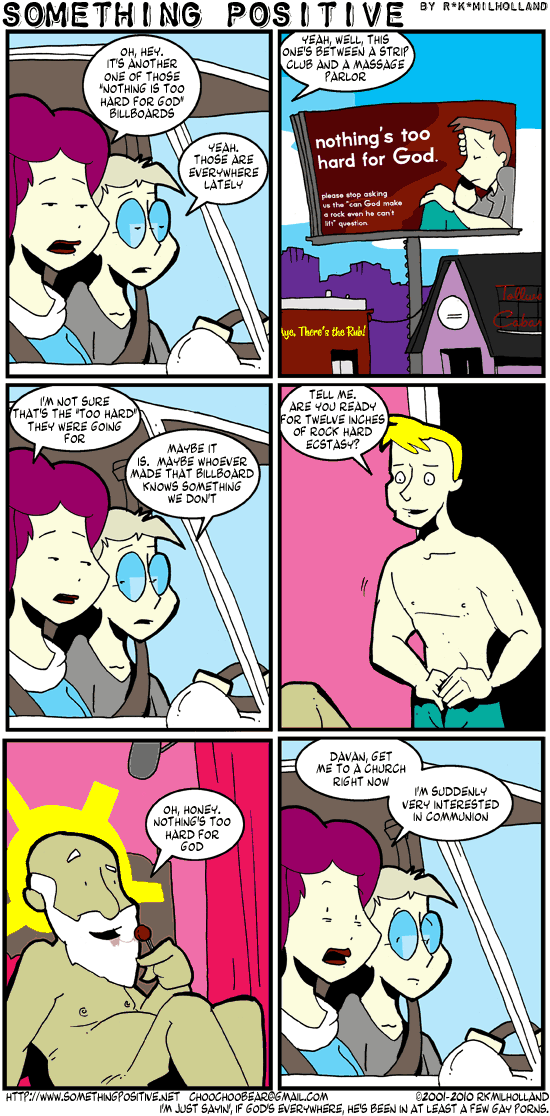 SOMETHING POSITIVE BY R*K*MILHOLLAND
OH, HEY.
IT'S ANOTHER
ONE OF THOSE
"NOTHING IS TOO
HARD FOR GOD"
BILLBOARDS
YEAH.
THOSE ARE
EVERYWHERE
LATELY
YEAH, WELL, THIS
ONE'S BETWEEN A STRIP
CLUB AND A MASSAGE
PARLOR
nothing's too
hard for God.
please stop asking
us the "can God make
a rock even he can't
lift" question.
Aye, There's the Rub!
I'M NOT SURE
THAT'S THE "TOO HARD"
THEY WERE GOING
FOR
MAYBE IT
IS. MAYBE WHOEVER
MADE THAT BILLBOARD
KNOWS SOMETHING
WE DON'T
TELL ME.
ARE YOU READY
FOR TWELVE INCHES
OF ROCK HARD
ECSTASY?
OH, HONEY.
NOTHING'S TOO
HARD FOR
GOD
DAVAN, GET
ME TO A CHURCH
RIGHT NOW
I'M SUDDENLY
VERY INTERESTED
IN COMMUNION
HTTP://WWW.SOMETHINGPOSITIVE.NET CHOOCHOOBEAR@GMAIL.COM ©2001-2010 RKMILHOLLAND
I'M JUST SAYIN', IF GOD'S EVERYWHERE, HE'S BEEN IN AT LEAST A FEW GAY PORNS.